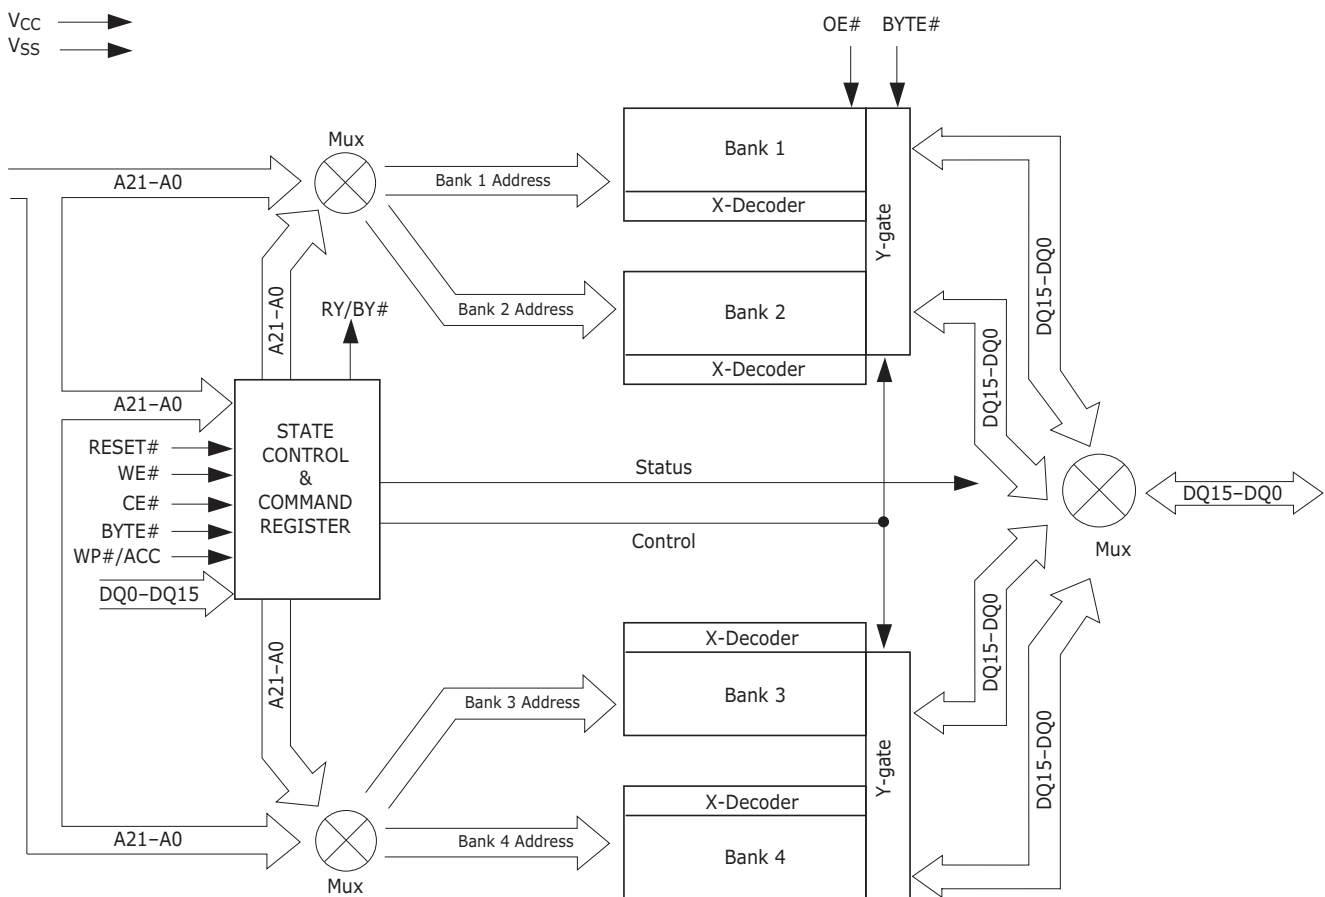 VCC
VSS
OE# BYTE#
Mux
Bank 1
A21–A0
Bank 1 Address
X-Decoder
Y-gate
DQ15–DQ0
A21–A0
RY/BY#
Bank 2 Address
Bank 2
X-Decoder
DQ15–DQ0
A21–A0
RESET#
WE#
CE#
BYTE#
WP#/ACC
DQ0–DQ15
STATE
CONTROL
&
COMMAND
REGISTER
Status
Control
DQ15–DQ0
Mux
A21–A0
X-Decoder
Bank 3 Address
Bank 3
DQ15–DQ0
Y-gate
DQ15–DQ0
X-Decoder
A21–A0
Mux
Bank 4 Address
Bank 4